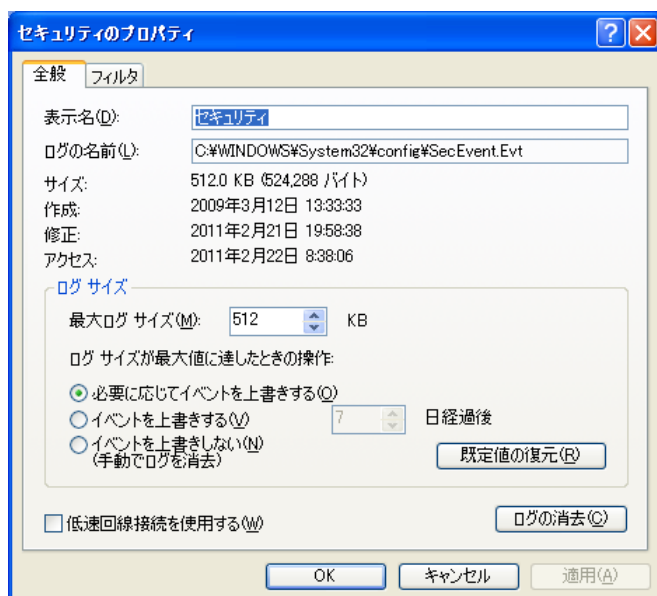 セキュリティのプロパティ
全般 フィルタ
表示名(D): セキュリティ
ログの名前(L): C:¥WINDOWS¥System32¥config¥SecEvent.Evt
サイズ: 512.0 KB (524,288 バイト)
作成: 2009年3月12日 13:33:33
修正: 2011年2月21日 19:58:38
アクセス: 2011年2月22日 8:38:06
ログ サイズ
最大ログ サイズ(M): 512 KB
ログ サイズが最大値に達したときの操作:
必要に応じてイベントを上書きする(O)
イベントを上書きする(V) 7 日経過後
イベントを上書きしない(N)
(手動でログを消去)
既定値の復元(R)
低速回線接続を使用する(W)
ログの消去(C)
OK キャンセル 適用(A)